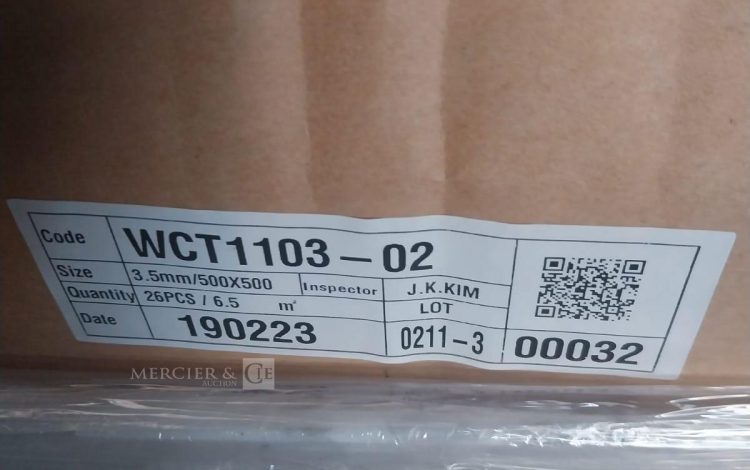 Code WCT1103-02
Size 3.5mm/500X500 Inspector J.K.KIM
Quantity 26PCS / 6.5 m² LOT
Date 190223 0211-3 00032
MERCIER & CIE
AUCTION